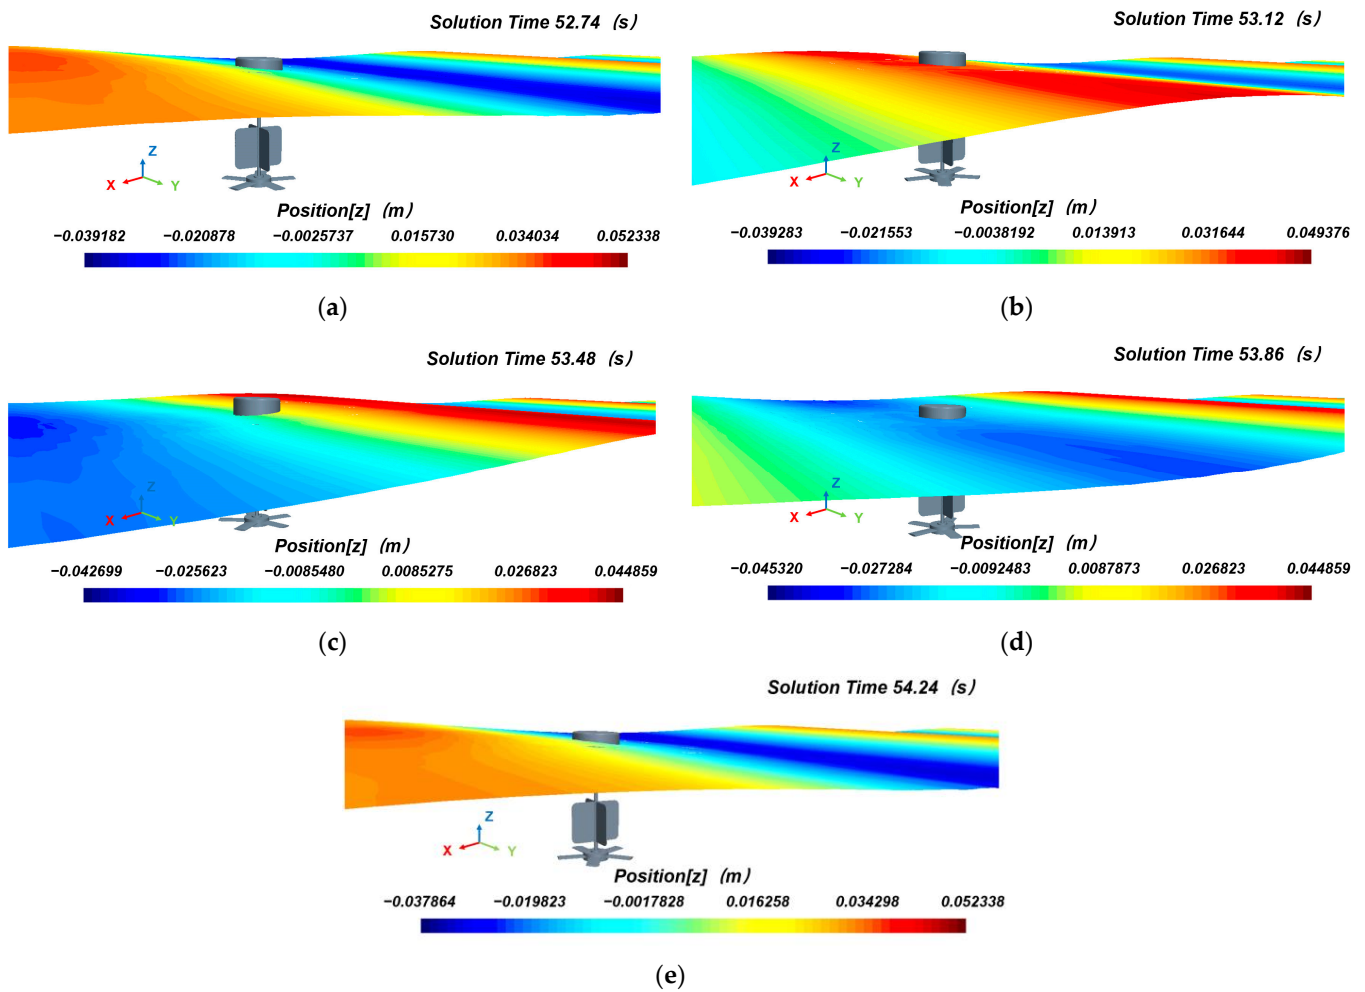 Solution Time 52.74 (s)
Z
X
Y
Position[z] (m)
−0.039182 −0.020878 −0.0025737 0.015730 0.034034 0.052338
(a)
Solution Time 53.12 (s)
Z
X
Y
Position[z] (m)
−0.039283 −0.021553 −0.0038192 0.013913 0.031644 0.049376
(b)
Solution Time 53.48 (s)
Z
X
Y
Position[z] (m)
−0.042699 −0.025623 −0.0085480 0.0085275 0.026823 0.044859
(c)
Solution Time 53.86 (s)
Z
X
Y
Position[z] (m)
−0.045320 −0.027284 −0.0092483 0.0087873 0.026823 0.044859
(d)
Solution Time 54.24 (s)
Z
X
Y
Position[z] (m)
−0.037864 −0.019823 −0.0017828 0.016258 0.034298 0.052338
(e)